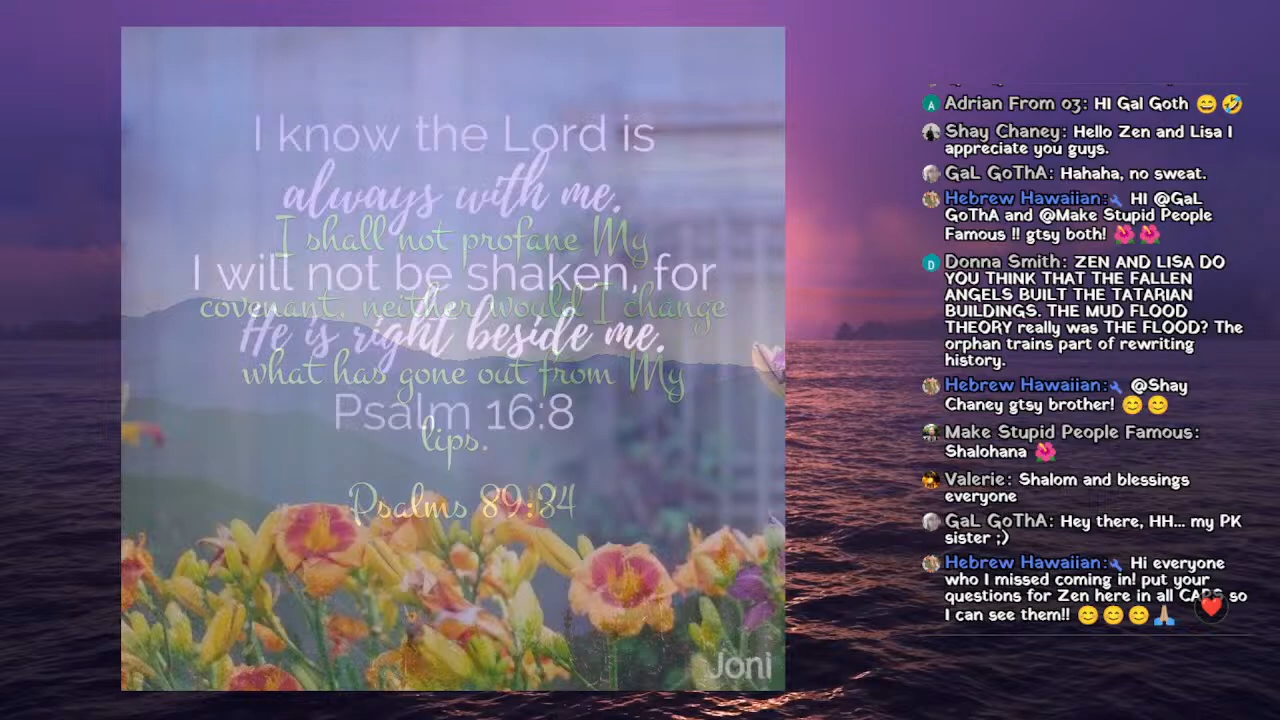 I know the Lord is
always with me.
I shall not profane My
I will not be shaken, for
covenant, neither would I change
He is right beside me.
what has gone out from My
Psalm 16:8
lips.
Psalms 89:34
Joni
A Adrian From 03: HI Gal Goth 😄🤣
Shay Chaney: Hello Zen and Lisa I
appreciate you guys.
GaL GoThA: Hahaha, no sweat.
Hebrew Hawaiian:🔧 HI @GaL
GoThA and @Make Stupid People
Famous !! gtsy both! 🌺🌺
D Donna Smith: ZEN AND LISA DO
YOU THINK THAT THE FALLEN
ANGELS BUILT THE TATARIAN
BUILDINGS. THE MUD FLOOD
THEORY really was THE FLOOD? The
orphan trains part of rewriting
history.
Hebrew Hawaiian:🔧 @Shay
Chaney gtsy brother! 😊😊
Make Stupid People Famous:
Shalohana 🌺
Valerie: Shalom and blessings
everyone
GaL GoThA: Hey there, HH... my PK
sister ;)
Hebrew Hawaiian:🔧 Hi everyone
who I missed coming in! put your
questions for Zen here in all CAPS so
I can see them!! 😊😊😊🙏🏼